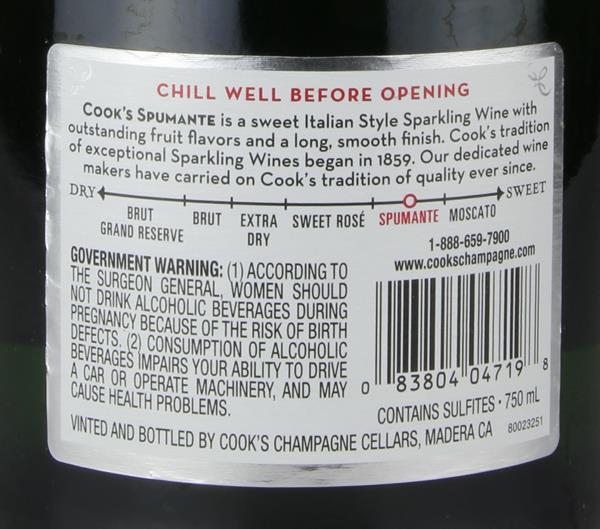 CHILL WELL BEFORE OPENING
COOK'S SPUMANTE is a sweet Italian Style Sparkling Wine with
outstanding fruit flavors and a long, smooth finish. Cook's tradition
of exceptional Sparkling Wines began in 1859. Our dedicated wine
makers have carried on Cook's tradition of quality ever since.
DRY SWEET
BRUT GRAND RESERVE BRUT EXTRA DRY SWEET ROSÉ SPUMANTE MOSCATO
1-888-659-7900
www.cookschampagne.com
GOVERNMENT WARNING: (1) ACCORDING TO
THE SURGEON GENERAL, WOMEN SHOULD
NOT DRINK ALCOHOLIC BEVERAGES DURING
PREGNANCY BECAUSE OF THE RISK OF BIRTH
DEFECTS. (2) CONSUMPTION OF ALCOHOLIC
BEVERAGES IMPAIRS YOUR ABILITY TO DRIVE
A CAR OR OPERATE MACHINERY, AND MAY
CAUSE HEALTH PROBLEMS.
0 83804 04719 8
CONTAINS SULFITES • 750 mL
VINTED AND BOTTLED BY COOK'S CHAMPAGNE CELLARS, MADERA CA
80023251